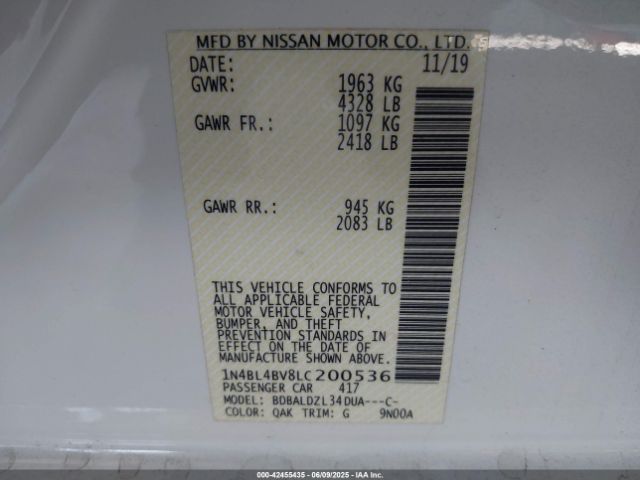 MFD BY NISSAN MOTOR CO., LTD.
DATE: 11/19
GVWR: 1963 KG
4328 LB
GAWR FR.: 1097 KG
2418 LB
GAWR RR.: 945 KG
2083 LB
THIS VEHICLE CONFORMS TO
ALL APPLICABLE FEDERAL
MOTOR VEHICLE SAFETY,
BUMPER, AND THEFT
PREVENTION STANDARDS IN
EFFECT ON THE DATE OF
MANUFACTURE SHOWN ABOVE.
1N4BL4BV8LC200536
PASSENGER CAR 417
MODEL: BDBALDZL34DUA---C-
COLOR: QAK TRIM: G 9N00A
000-42455435 - 06/09/2025 - IAAI